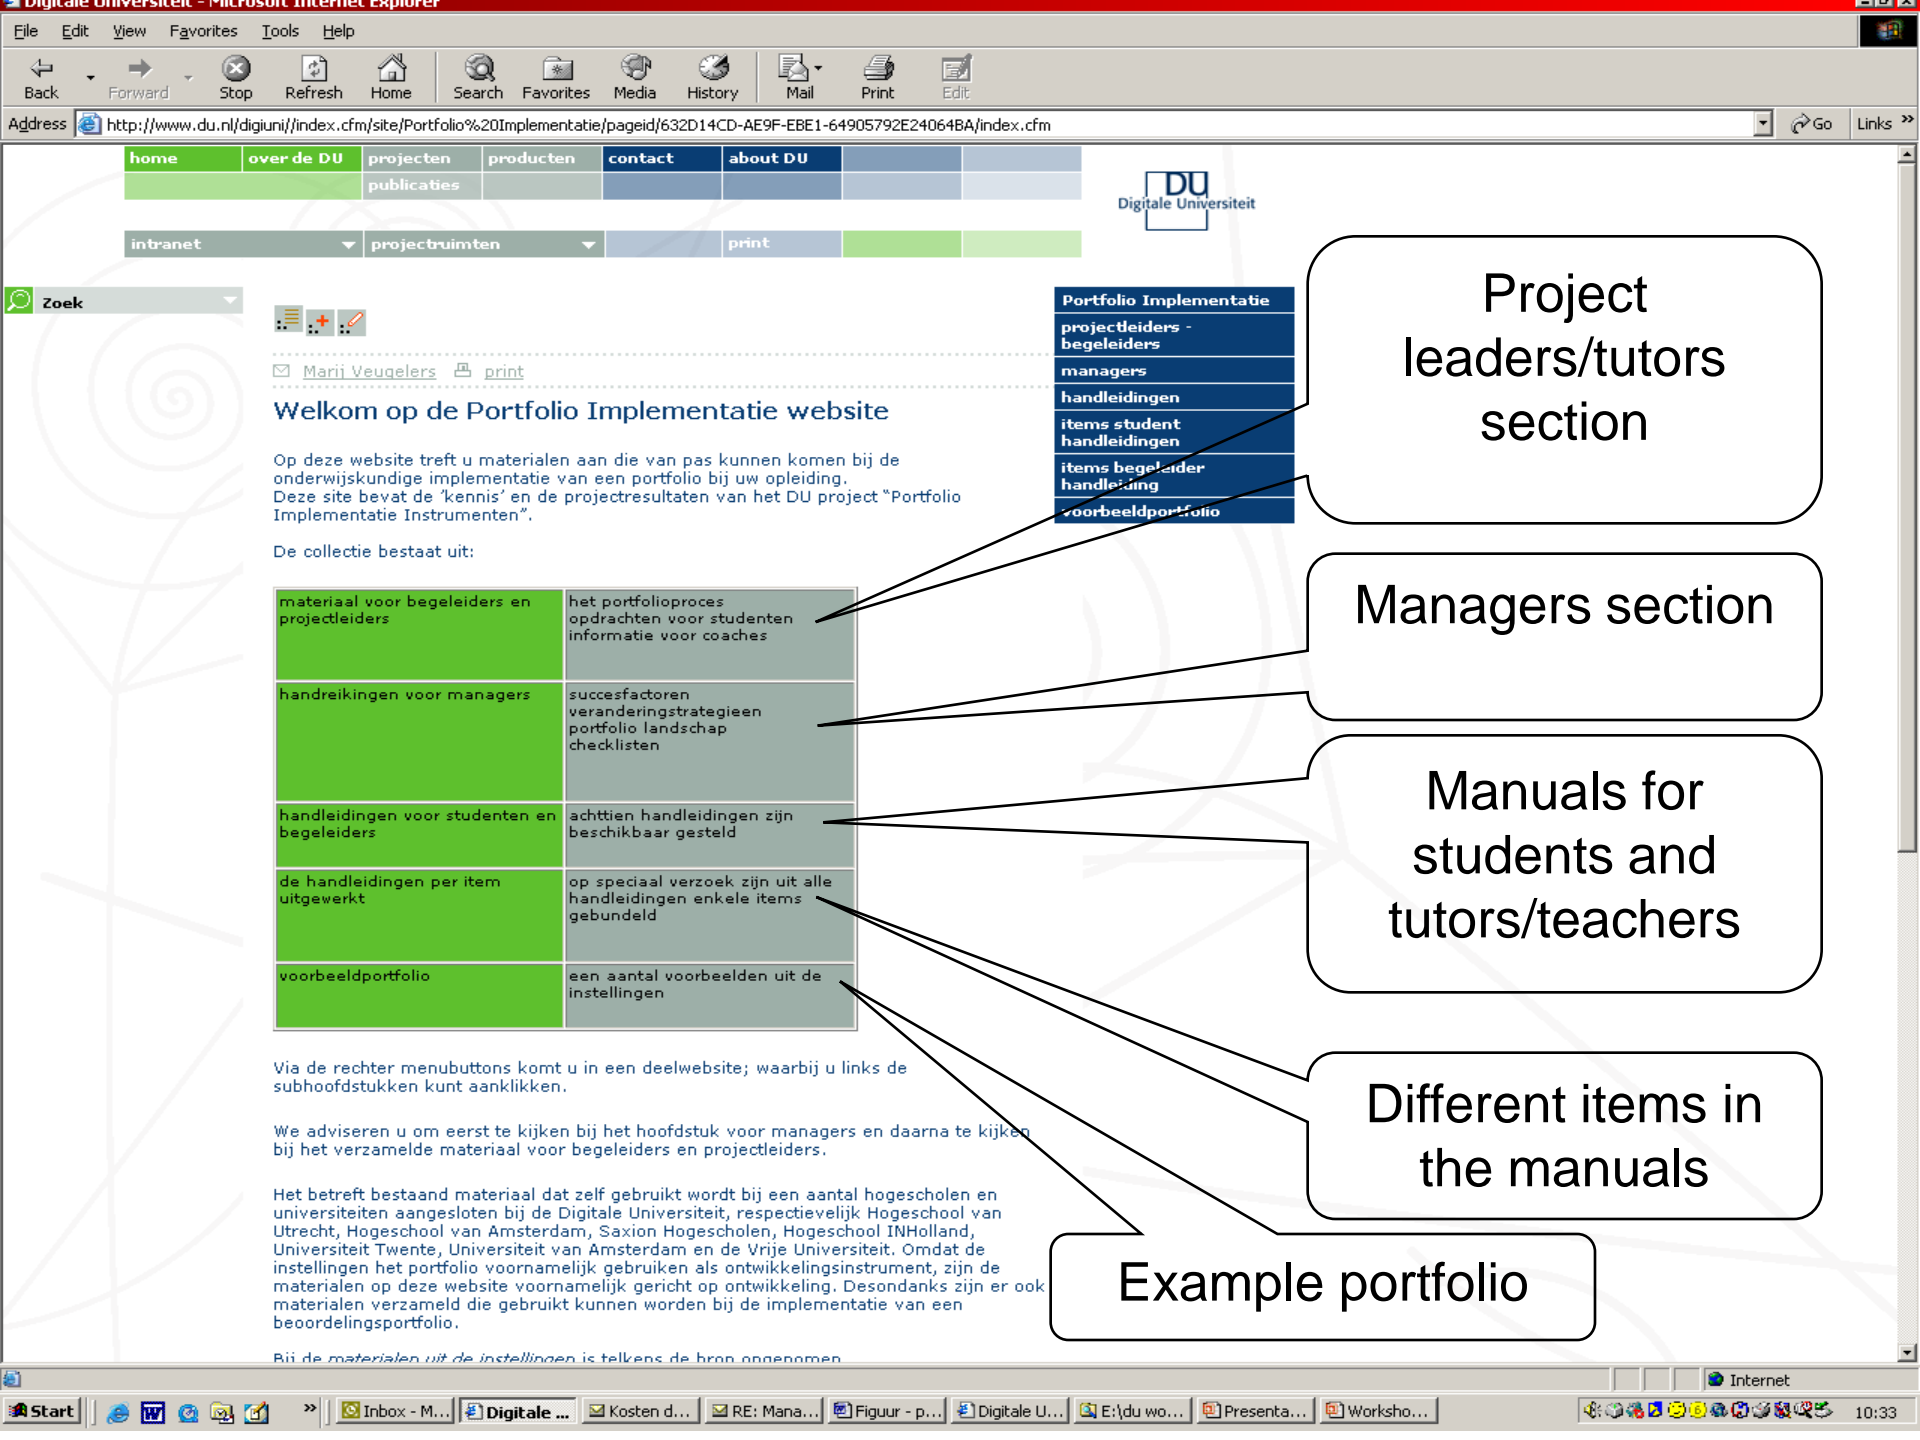 Digitale Universiteit - Microsoft Internet Explorer
File Edit View Favorites Tools Help
Back Forward Stop Refresh Home Search Favorites Media History Mail Print Edit
Address http://www.du.nl/digiuni//index.cfm/site/Portfolio%20Implementatie/pageid/632D14CD-AE9F-EBE1-64905792E24064BA/index.cfm Go Links »
home over de DU projecten producten contact about DU
publicaties
DU
Digitale Universiteit
intranet projectruimten print
Zoek
Portfolio Implementatie
projectleiders -
begeleiders
managers
handleidingen
items student
handleidingen
items begeleider
handleiding
voorbeeldportfolio
Marij Veugelers print
Welkom op de Portfolio Implementatie website
Op deze website treft u materialen aan die van pas kunnen komen bij de
onderwijskundige implementatie van een portfolio bij uw opleiding.
Deze site bevat de 'kennis' en de projectresultaten van het DU project "Portfolio
Implementatie Instrumenten".
De collectie bestaat uit:
materiaal voor begeleiders en
projectleiders
het portfolioproces
opdrachten voor studenten
informatie voor coaches
handreikingen voor managers
succesfactoren
veranderingstrategieen
portfolio landschap
checklisten
handleidingen voor studenten en
begeleiders
achttien handleidingen zijn
beschikbaar gesteld
de handleidingen per item
uitgewerkt
op speciaal verzoek zijn uit alle
handleidingen enkele items
gebundeld
voorbeeldportfolio
een aantal voorbeelden uit de
instellingen
Via de rechter menubuttons komt u in een deelwebsite; waarbij u links de
subhoofdstukken kunt aanklikken.
We adviseren u om eerst te kijken bij het hoofdstuk voor managers en daarna te kijken
bij het verzamelde materiaal voor begeleiders en projectleiders.
Het betreft bestaand materiaal dat zelf gebruikt wordt bij een aantal hogescholen en
universiteiten aangesloten bij de Digitale Universiteit, respectievelijk Hogeschool van
Utrecht, Hogeschool van Amsterdam, Saxion Hogescholen, Hogeschool INHolland,
Universiteit Twente, Universiteit van Amsterdam en de Vrije Universiteit. Omdat de
instellingen het portfolio voornamelijk gebruiken als ontwikkelingsinstrument, zijn de
materialen op deze website voornamelijk gericht op ontwikkeling. Desondanks zijn er ook
materialen verzameld die gebruikt kunnen worden bij de implementatie van een
beoordelingsportfolio.
Bij de materialen uit de instellingen is telkens de bron opgenomen
Project
leaders/tutors
section
Managers section
Manuals for
students and
tutors/teachers
Different items in
the manuals
Example portfolio
Internet
Start » Inbox - M... Digitale ... Kosten d... RE: Mana... Figuur - p... Digitale U... E:\du wo... Presenta... Worksho... 10:33